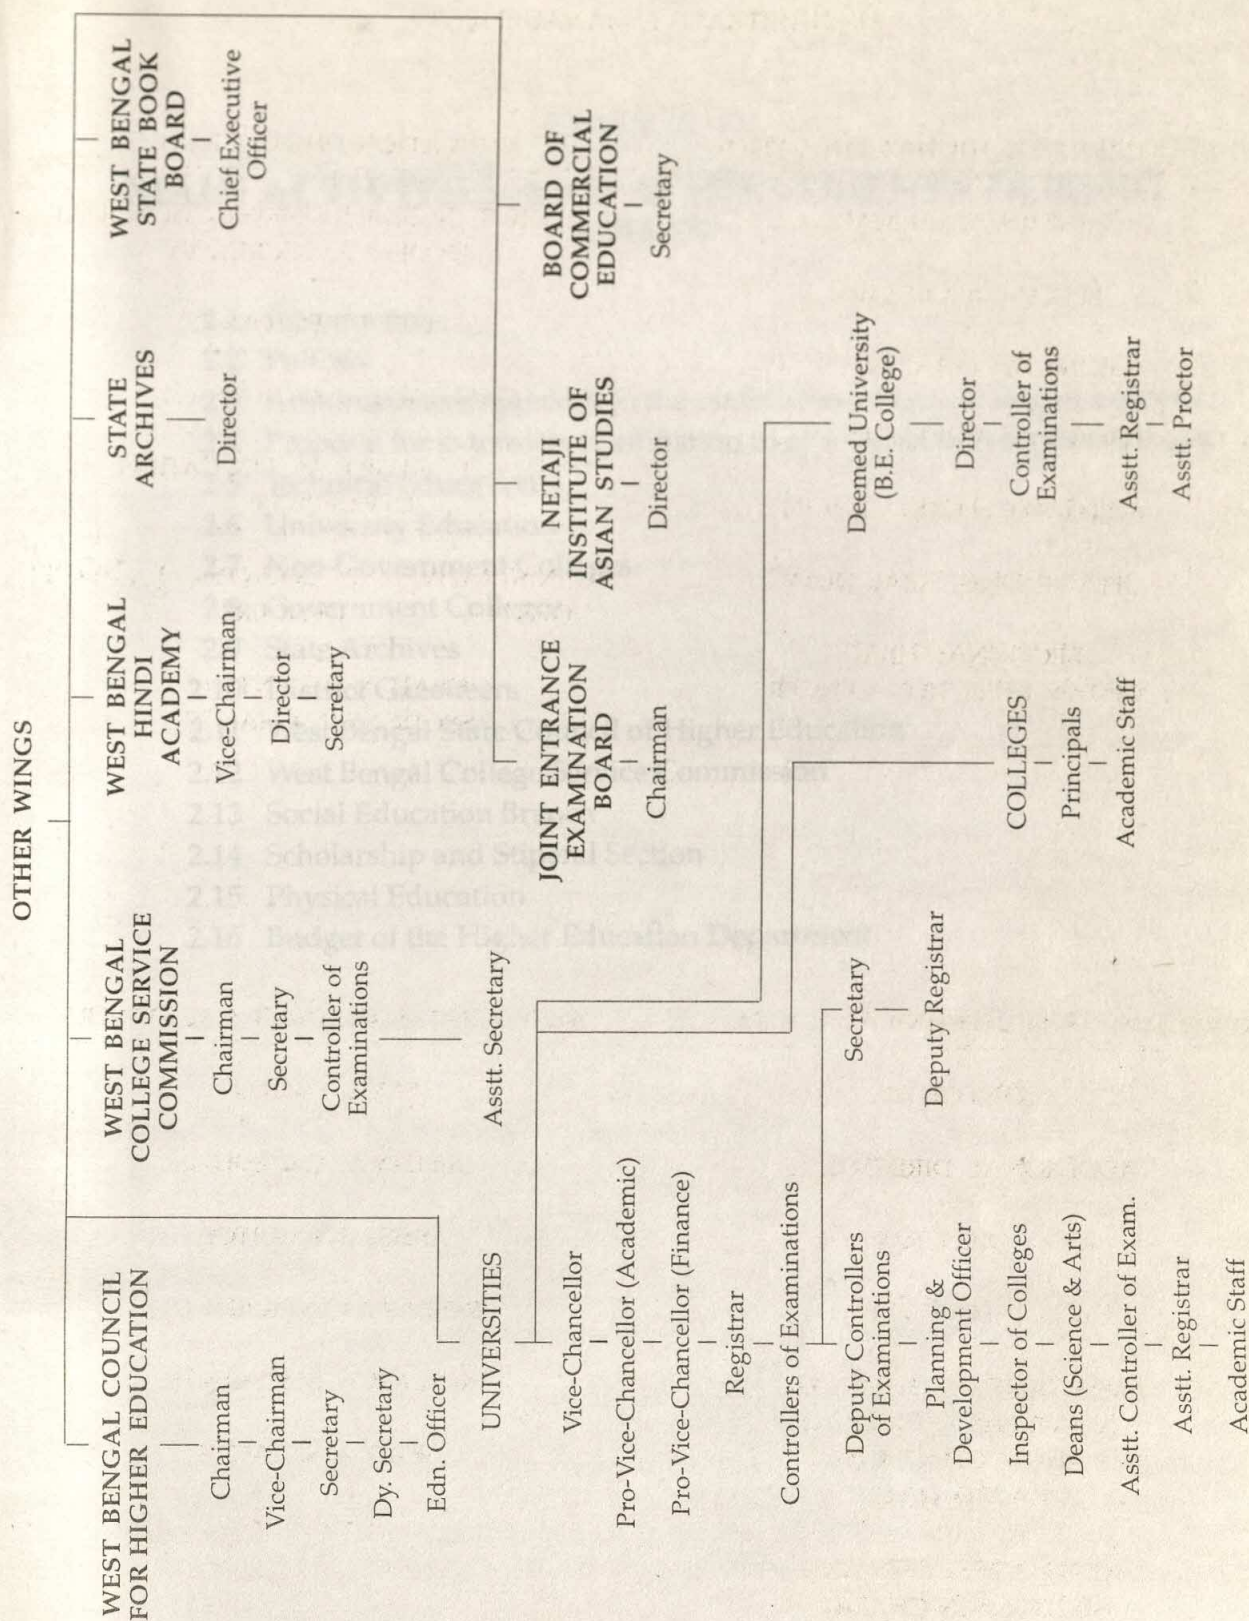 OTHER WINGS
WEST BENGAL COUNCIL
FOR HIGHER EDUCATION
Chairman
Vice-Chairman
Secretary
Dy. Secretary
Edn. Officer
WEST BENGAL
COLLEGE SERVICE
COMMISSION
Chairman
Secretary
Controller of
Examinations
Asstt. Secretary
WEST BENGAL
HINDI
ACADEMY
Vice-Chairman
Director
Secretary
STATE
ARCHIVES
Director
WEST BENGAL
STATE BOOK
BOARD
Chief Executive
Officer
UNIVERSITIES
Vice-Chancellor
Pro-Vice-Chancellor (Academic)
Pro-Vice-Chancellor (Finance)
Registrar
Controllers of Examinations
Deputy Controllers
of Examinations
Planning &
Development Officer
Inspector of Colleges
Deans (Science & Arts)
Asstt. Controller of Exam.
Asstt. Registrar
Academic Staff
Secretary
Deputy Registrar
JOINT ENTRANCE
EXAMINATION
BOARD
Chairman
NETAJI
INSTITUTE OF
ASIAN STUDIES
Director
BOARD OF
COMMERCIAL
EDUCATION
Secretary
COLLEGES
Principals
Academic Staff
Deemed University
(B.E. College)
Director
Controller of
Examinations
Asstt. Registrar
Asstt. Proctor
2.6 University Education
2.7 Non-Government Colleges
2.8 Government Colleges
2.9 State Archives
2.10 District Gazetteers
2.11 West Bengal State Council of Higher Education
2.12 West Bengal College Service Commission
2.13 Social Education Branch
2.14 Scholarship and Stipend Section
2.15 Physical Education
2.16 Budget of the Higher Education Department